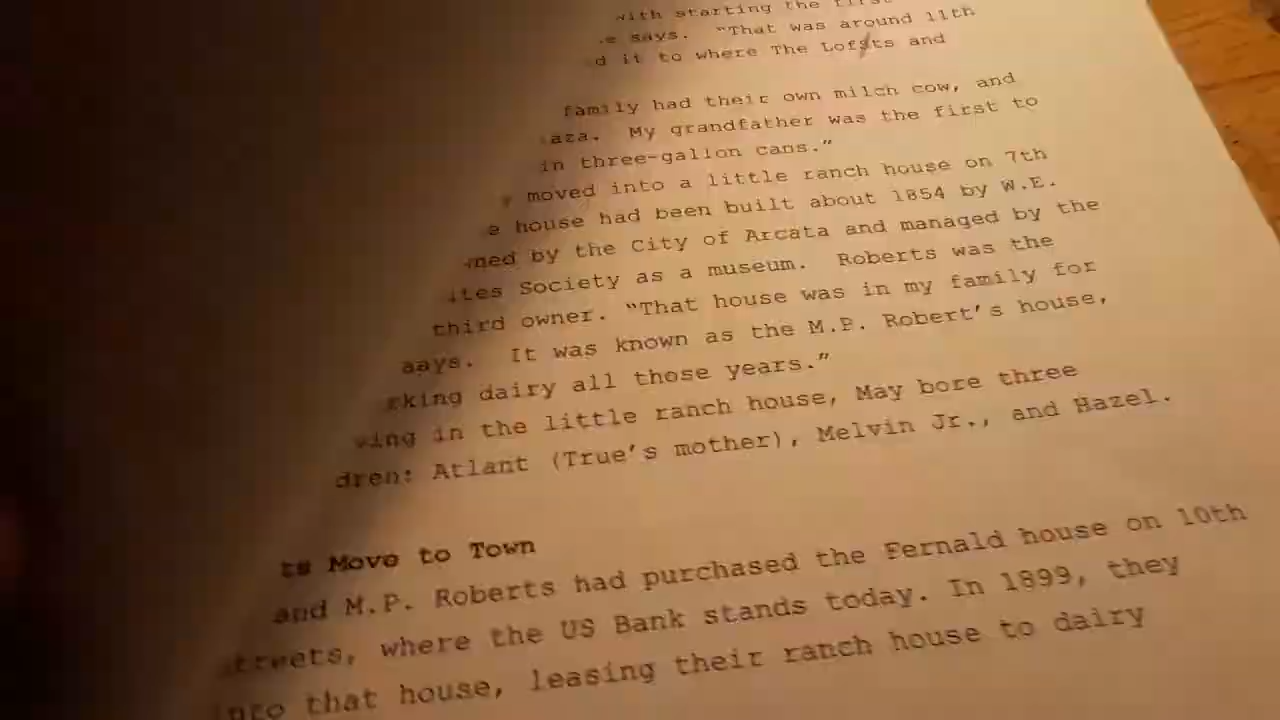 with starting the first
says. "That was around 11th
d it to where The Lofsts and
family had their own milch cow, and
aza. My grandfather was the first to
in three-gallon cans."
moved into a little ranch house on 7th
e house had been built about 1854 by W.E.
ned by the City of Arcata and managed by the
ites Society as a museum. Roberts was the
third owner. "That house was in my family for
says. It was known as the M.P. Robert's house,
rking dairy all those years."
ving in the little ranch house, May bore three
dren: Atlant (True's mother), Melvin Jr., and Hazel.
ts Move to Town
and M.P. Roberts had purchased the Fernald house on 10th
treets, where the US Bank stands today. In 1899, they
nto that house, leasing their ranch house to dairy